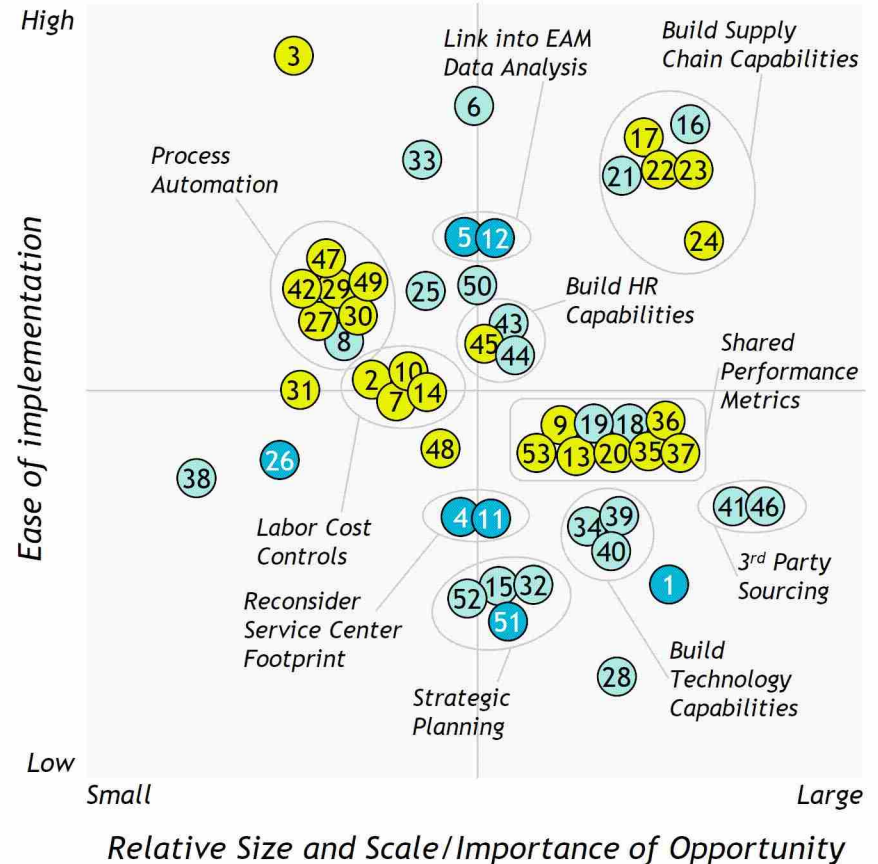 High
Link into EAM
Data Analysis
Build Supply
Chain Capabilities
3
6
16
17
33
21
22
23
Process
Automation
5
12
24
47
42
29
49
25
50
Build HR
Capabilities
27
30
8
43
45
44
Shared
Performance
Metrics
2
10
7
14
31
9
19
18
36
53
13
20
35
37
48
26
38
4
11
34
39
40
41
46
Labor Cost
Controls
3rd Party
Sourcing
Reconsider
Service Center
Footprint
52
15
32
51
1
28
Build
Technology
Capabilities
Strategic
Planning
Ease of implementation
Low
Small
Large
Relative Size and Scale/Importance of Opportunity